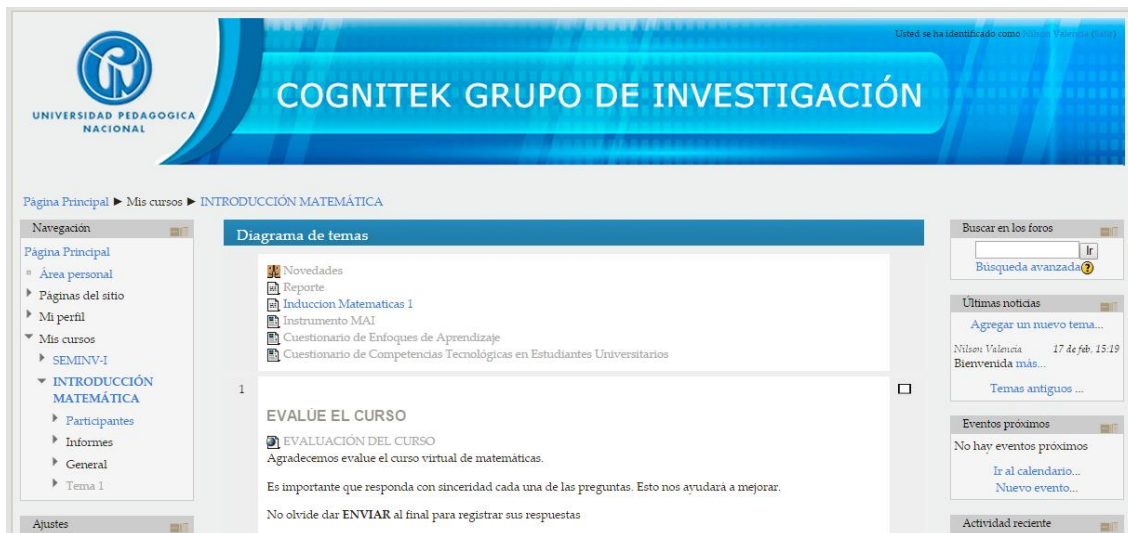 Usted se ha identificado como Nilson Valencia (Salir)
UNIVERSIDAD PEDAGOGICA
NACIONAL
COGNITEK GRUPO DE INVESTIGACIÓN
Página Principal ► Mis cursos ► INTRODUCCIÓN MATEMÁTICA
Navegación
Página Principal
Área personal
Páginas del sitio
Mi perfil
Mis cursos
SEMINV-I
INTRODUCCIÓN
MATEMÁTICA
Participantes
Informes
General
Tema 1
Ajustes
Diagrama de temas
Novedades
Reporte
Induccion Matematicas 1
Instrumento MAI
Cuestionario de Enfoques de Aprendizaje
Cuestionario de Competencias Tecnológicas en Estudiantes Universitarios
1
EVALÚE EL CURSO
EVALUACIÓN DEL CURSO
Agradecemos evalue el curso virtual de matemáticas.
Es importante que responda con sinceridad cada una de las preguntas. Esto nos ayudará a mejorar.
No olvide dar ENVIAR al final para registrar sus respuestas
Buscar en los foros
Ir
Búsqueda avanzada
Últimas noticias
Agregar un nuevo tema...
Nilson Valencia 17 de feb, 15:19
Bienvenida más...
Temas antiguos ...
Eventos próximos
No hay eventos próximos
Ir al calendario...
Nuevo evento...
Actividad reciente